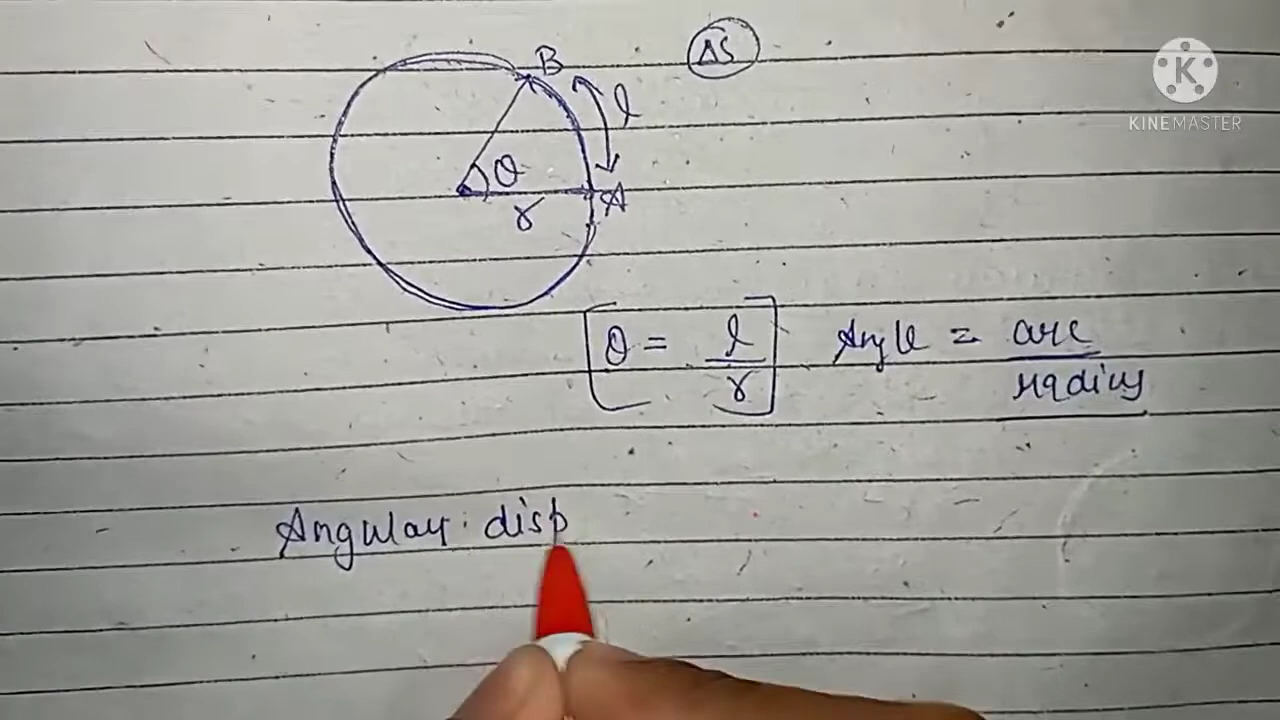 ΔS
B
l
θ
A
r
θ = l/r Angle = arc/radius
Angular disp
K
KINEMASTER